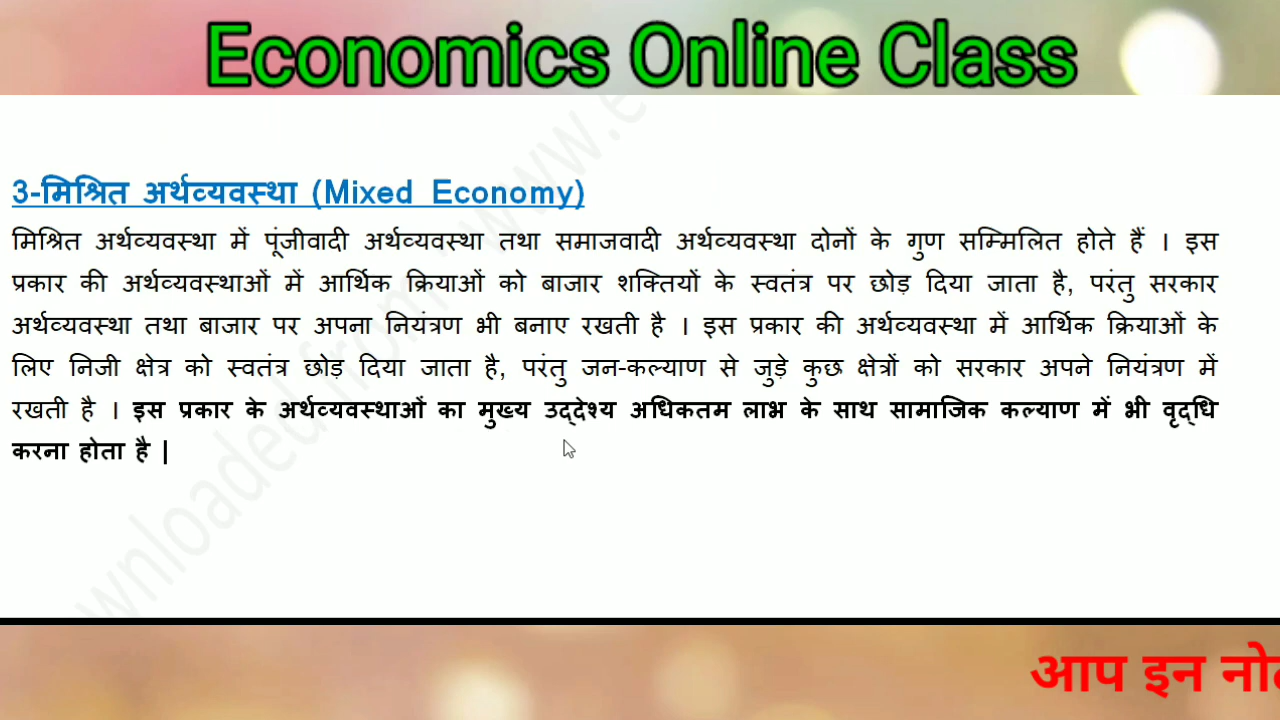 Economics Online Class
3-मिश्रित अर्थव्यवस्था (Mixed Economy)
मिश्रित अर्थव्यवस्था में पूंजीवादी अर्थव्यवस्था तथा समाजवादी अर्थव्यवस्था दोनों के गुण सम्मिलित होते हैं । इस
प्रकार की अर्थव्यवस्थाओं में आर्थिक क्रियाओं को बाजार शक्तियों के स्वतंत्र पर छोड़ दिया जाता है, परंतु सरकार
अर्थव्यवस्था तथा बाजार पर अपना नियंत्रण भी बनाए रखती है । इस प्रकार की अर्थव्यवस्था में आर्थिक क्रियाओं के
लिए निजी क्षेत्र को स्वतंत्र छोड़ दिया जाता है, परंतु जन-कल्याण से जुड़े कुछ क्षेत्रों को सरकार अपने नियंत्रण में
रखती है । इस प्रकार के अर्थव्यवस्थाओं का मुख्य उद्देश्य अधिकतम लाभ के साथ सामाजिक कल्याण में भी वृद्धि
करना होता है |
from www.e
आप इन